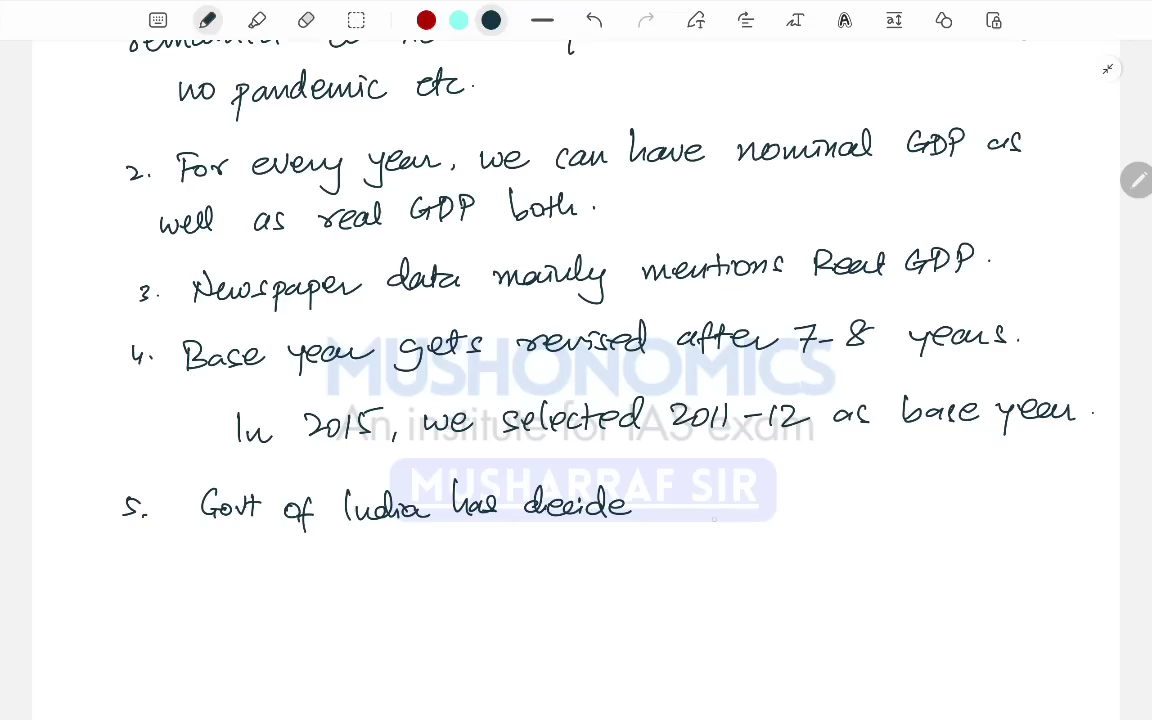 no pandemic etc.
2. For every year, we can have nominal GDP as
well as real GDP both.
3. Newspaper data mainly mentions Real GDP.
4. Base year gets revised after 7-8 years.
MUSHONOMICS
In 2015, we selected 2011-12 as base year.
An institute for IAS exam
MUSHARRAF SIR
5. Govt of India has decide